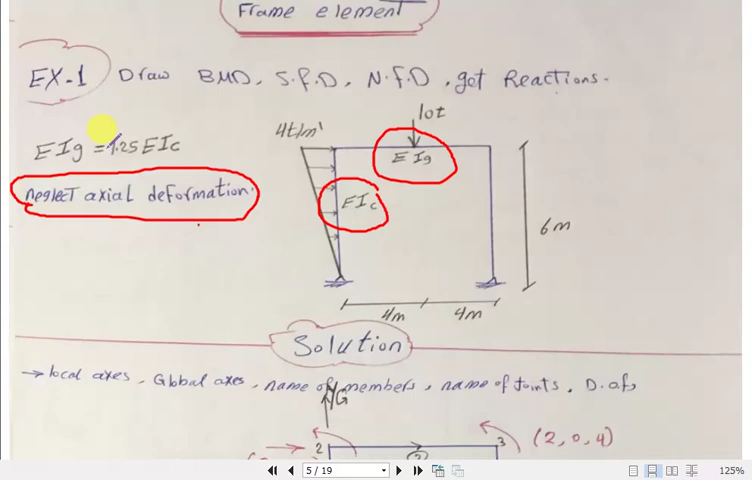 Frame element
EX-1 Draw BMD, S.F.D, N.F.D, get Reactions.
EIg = 1.25 EIc
neglect axial deformation.
4t/m'
10t
EIg
EIc
6m
4m 4m
Solution
→ local axes, Global axes, name of members, name of Joints, D.o.f,
YG
2
3
(2, 0, 4)
2
5 / 19
125%